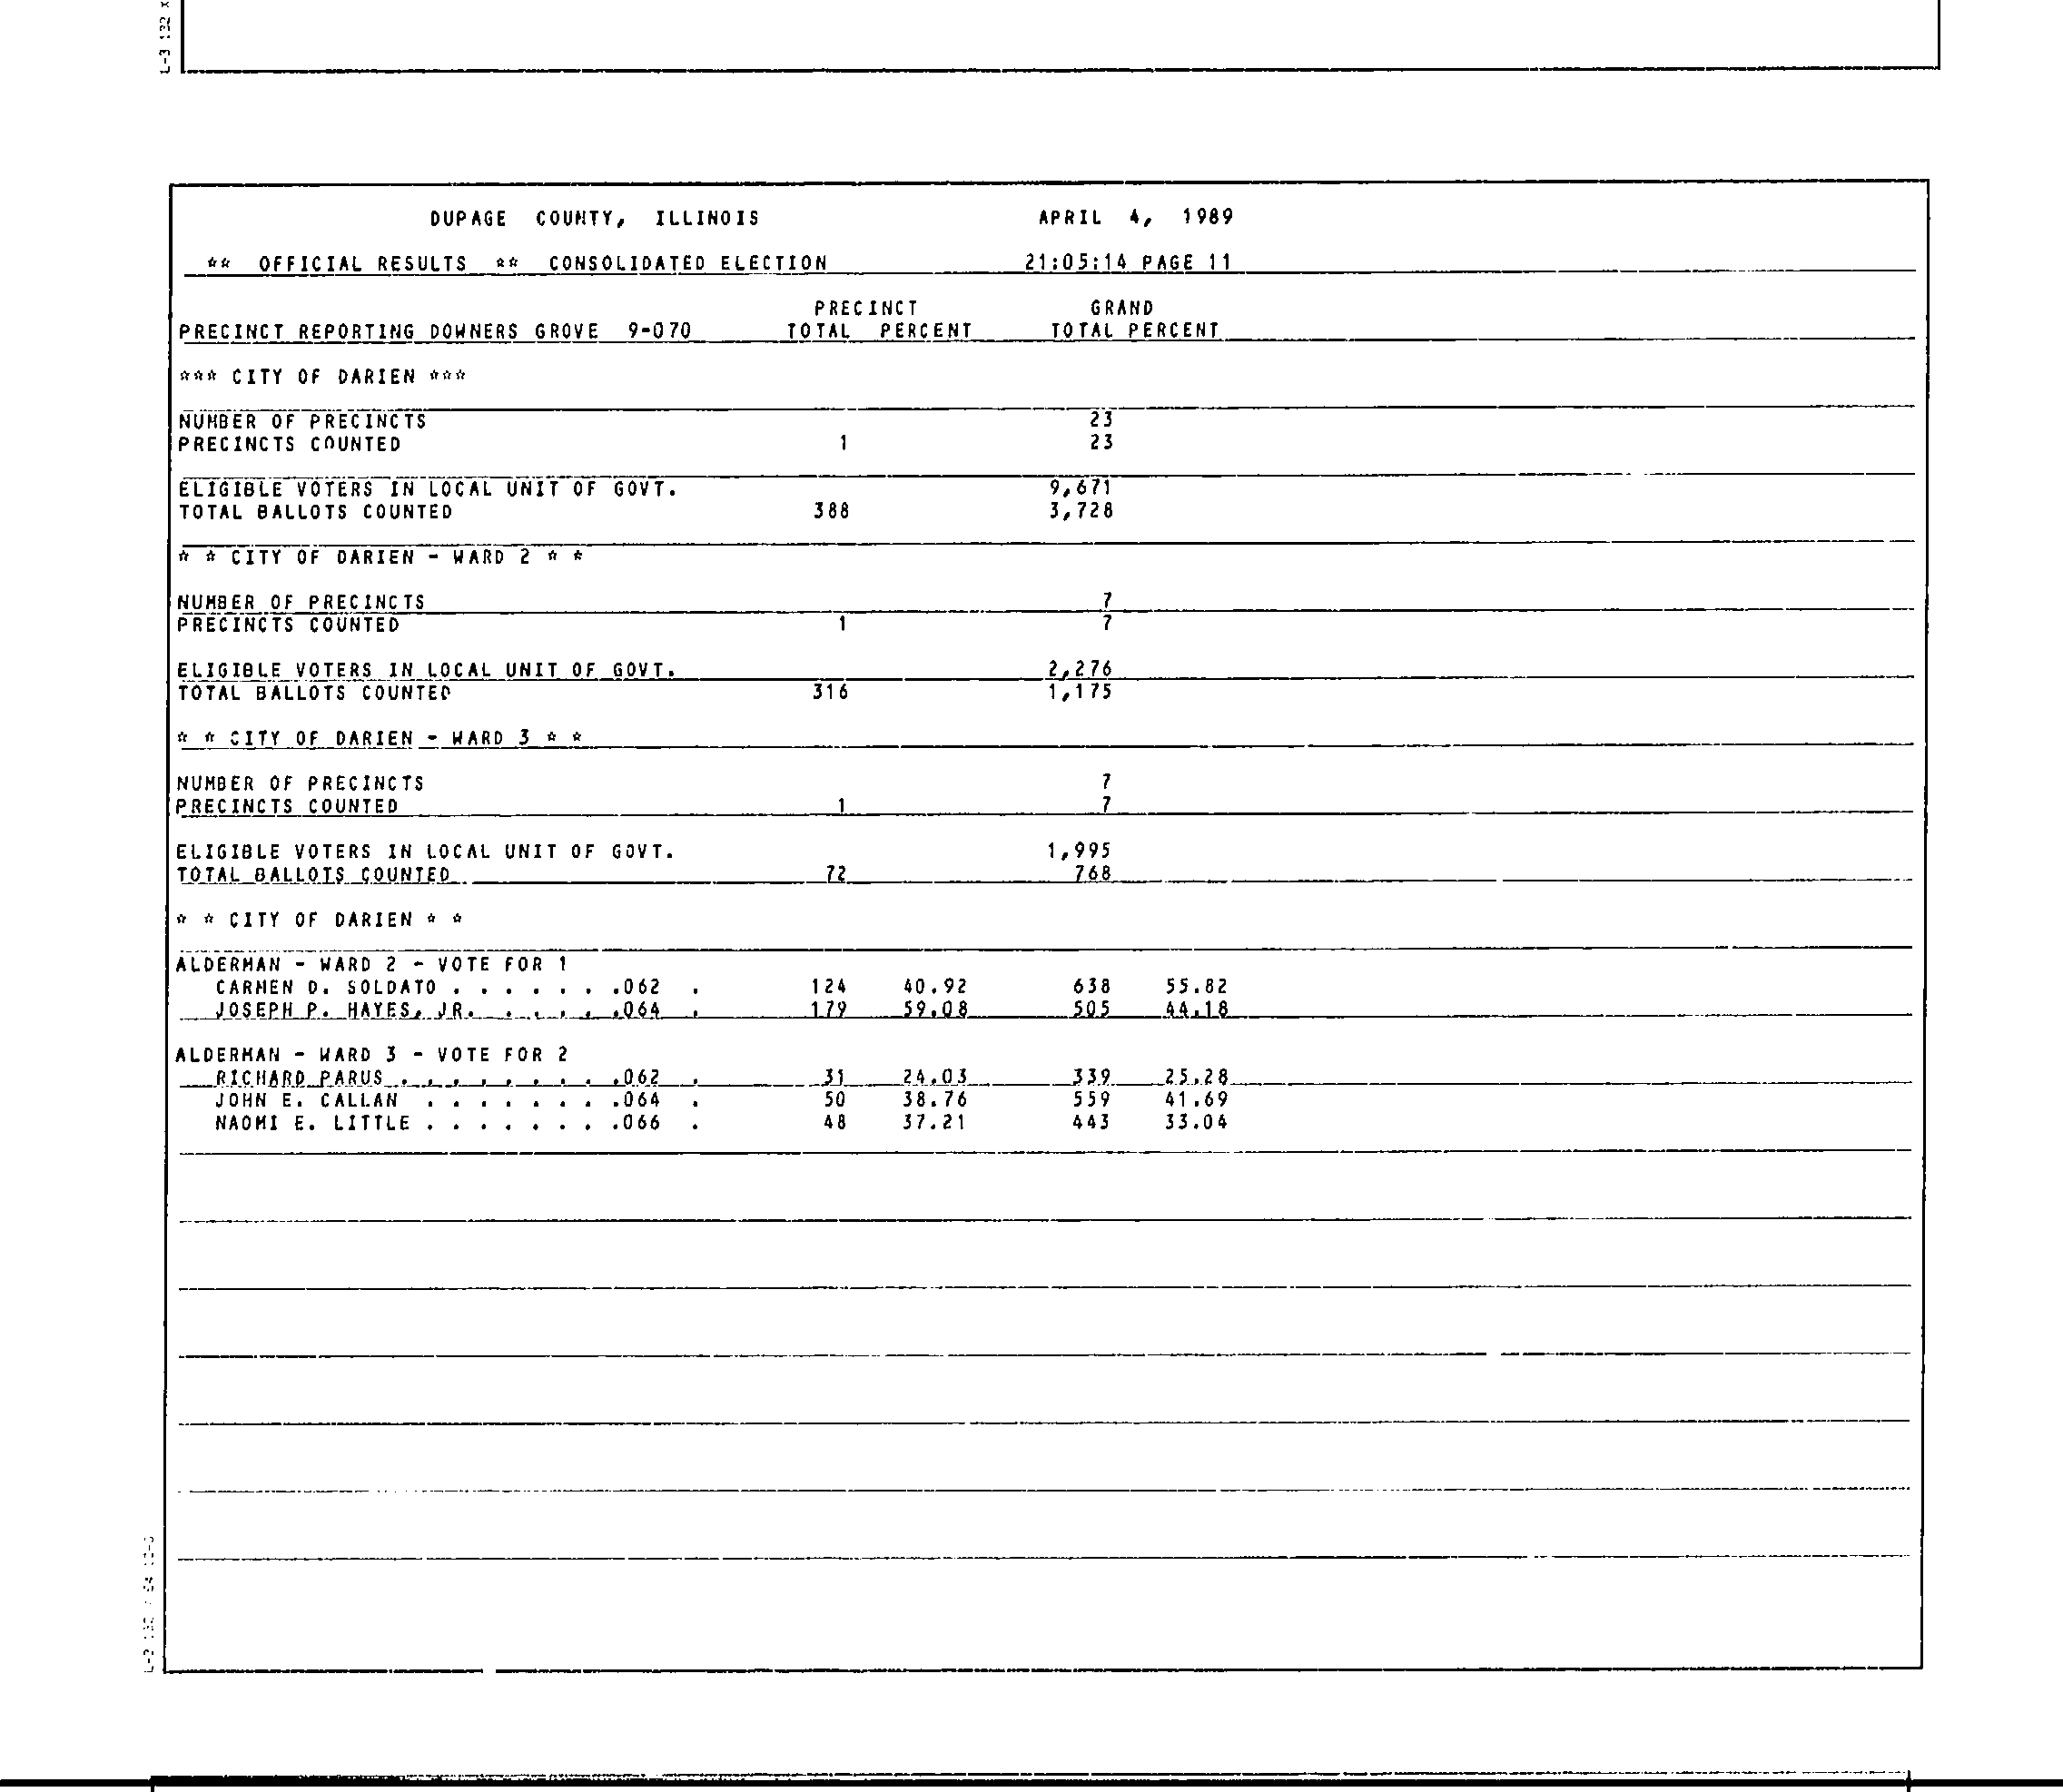 L-3 132 X
DUPAGE COUNTY, ILLINOIS APRIL 4, 1989
** OFFICIAL RESULTS ** CONSOLIDATED ELECTION 21:05:14 PAGE 11
PRECINCT GRAND
PRECINCT REPORTING DOWNERS GROVE 9-070 TOTAL PERCENT TOTAL PERCENT
*** CITY OF DARIEN ***
NUMBER OF PRECINCTS 23
PRECINCTS COUNTED 1 23
ELIGIBLE VOTERS IN LOCAL UNIT OF GOVT. 9,671
TOTAL BALLOTS COUNTED 388 3,728
* * CITY OF DARIEN - WARD 2 * *
NUMBER OF PRECINCTS 7
PRECINCTS COUNTED 1 7
ELIGIBLE VOTERS IN LOCAL UNIT OF GOVT. 2,276
TOTAL BALLOTS COUNTED 316 1,175
* * CITY OF DARIEN - WARD 3 * *
NUMBER OF PRECINCTS 7
PRECINCTS COUNTED 1 7
ELIGIBLE VOTERS IN LOCAL UNIT OF GOVT. 1,995
TOTAL BALLOTS COUNTED 72 768
* * CITY OF DARIEN * *
ALDERMAN - WARD 2 - VOTE FOR 1
CARMEN D. SOLDATO . . . . . . .062 . 124 40.92 638 55.82
JOSEPH P. HAYES, JR. . . . . . .064 . 179 59.08 505 44.18
ALDERMAN - WARD 3 - VOTE FOR 2
RICHARD PARUS . . . . . . . . .062 . 31 24.03 339 25.28
JOHN E. CALLAN . . . . . . . .064 . 50 38.76 559 41.69
NAOMI E. LITTLE . . . . . . . .066 . 48 37.21 443 33.04